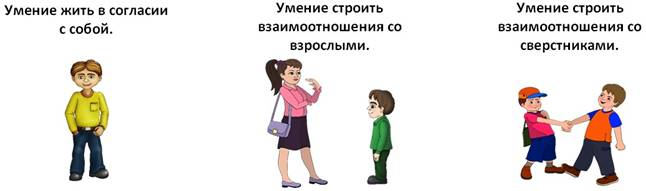 Умение жить в согласии
с собой.
Умение строить
взаимоотношения со
взрослыми.
Умение строить
взаимоотношения со
сверстниками.